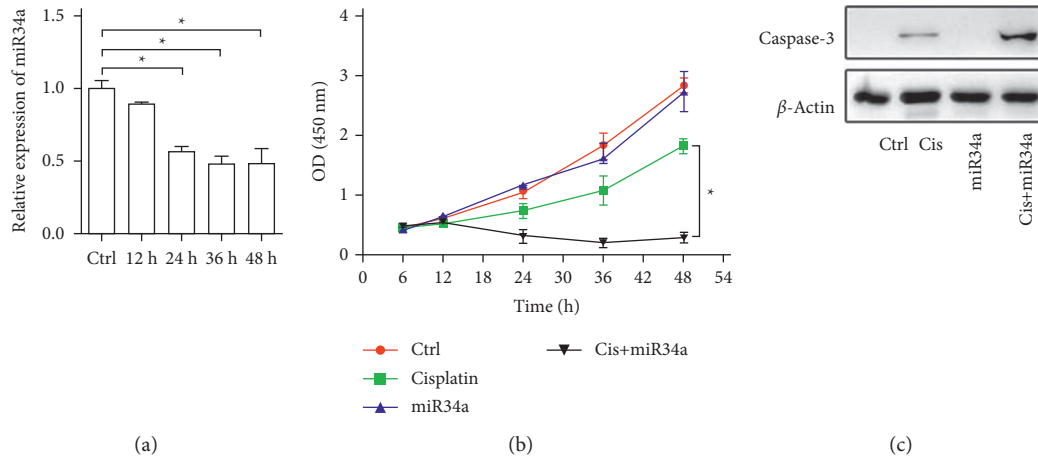 Relative expression of miR34a
1.5
1.0
0.5
0.0
*
*
*
Ctrl 12 h 24 h 36 h 48 h
(a)
OD (450 nm)
4
3
2
1
0
*
0 6 12 18 24 30 36 42 48 54
Time (h)
Ctrl
Cisplatin
miR34a
Cis+miR34a
(b)
Caspase-3
β-Actin
Ctrl Cis miR34a Cis+miR34a
(c)